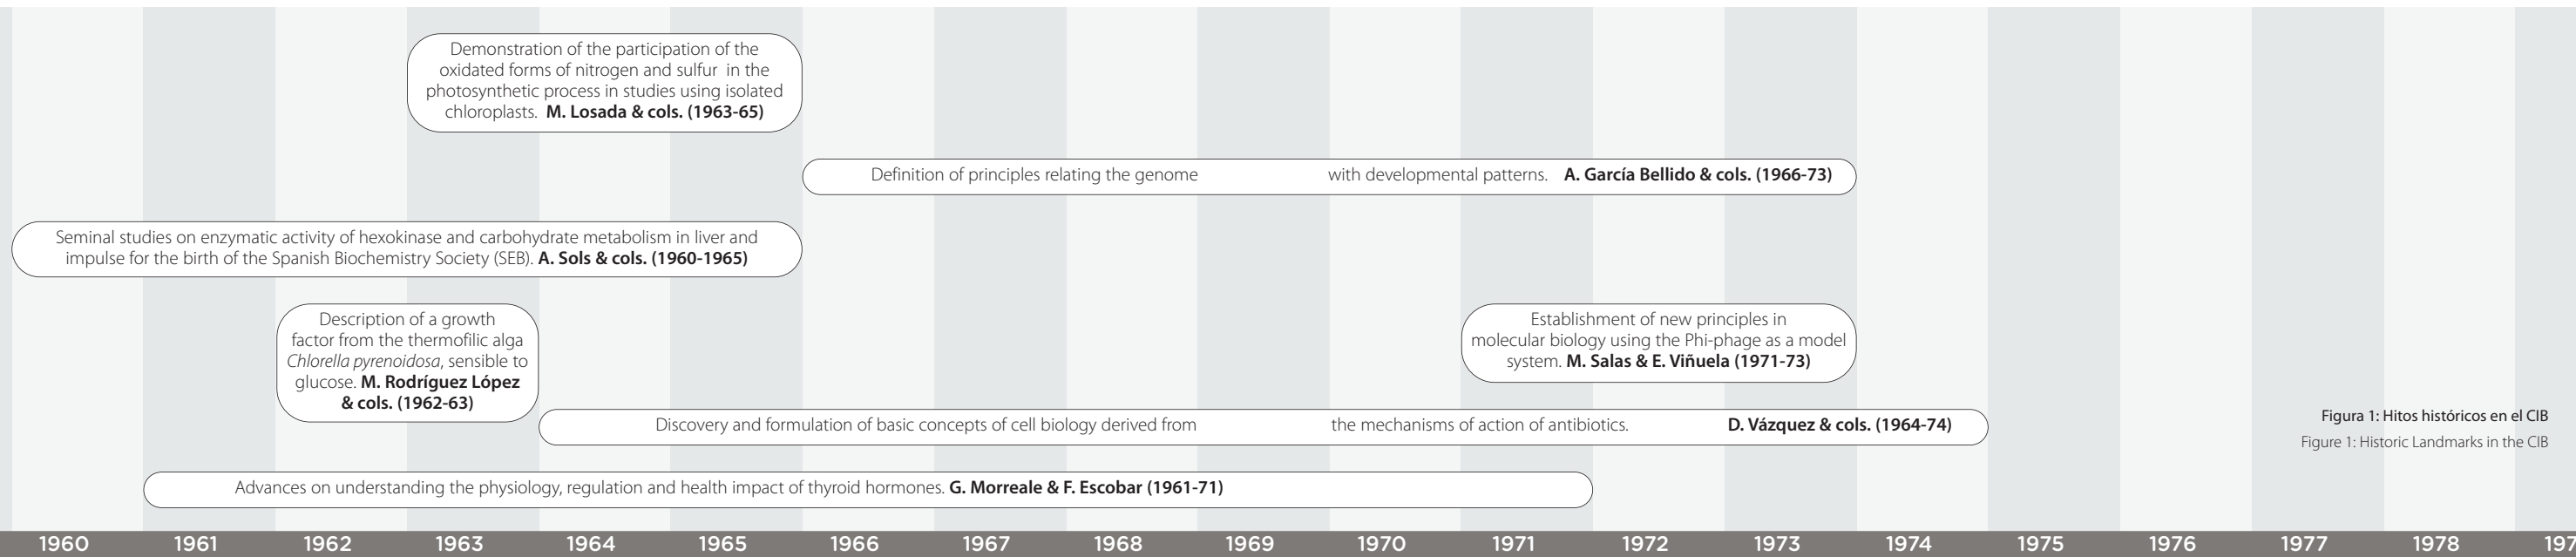 Demonstration of the participation of the
oxidated forms of nitrogen and sulfur in the
photosynthetic process in studies using isolated
chloroplasts. M. Losada & cols. (1963-65)
Definition of principles relating the genome with developmental patterns. A. García Bellido & cols. (1966-73)
Seminal studies on enzymatic activity of hexokinase and carbohydrate metabolism in liver and
impulse for the birth of the Spanish Biochemistry Society (SEB). A. Sols & cols. (1960-1965)
Description of a growth
factor from the thermofilic alga
Chlorella pyrenoidosa, sensible to
glucose. M. Rodríguez López
& cols. (1962-63)
Establishment of new principles in
molecular biology using the Phi-phage as a model
system. M. Salas & E. Viñuela (1971-73)
Discovery and formulation of basic concepts of cell biology derived from the mechanisms of action of antibiotics. D. Vázquez & cols. (1964-74)
Figura 1: Hitos históricos en el CIB
Figure 1: Historic Landmarks in the CIB
Advances on understanding the physiology, regulation and health impact of thyroid hormones. G. Morreale & F. Escobar (1961-71)
1960 1961 1962 1963 1964 1965 1966 1967 1968 1969 1970 1971 1972 1973 1974 1975 1976 1977 1978 197